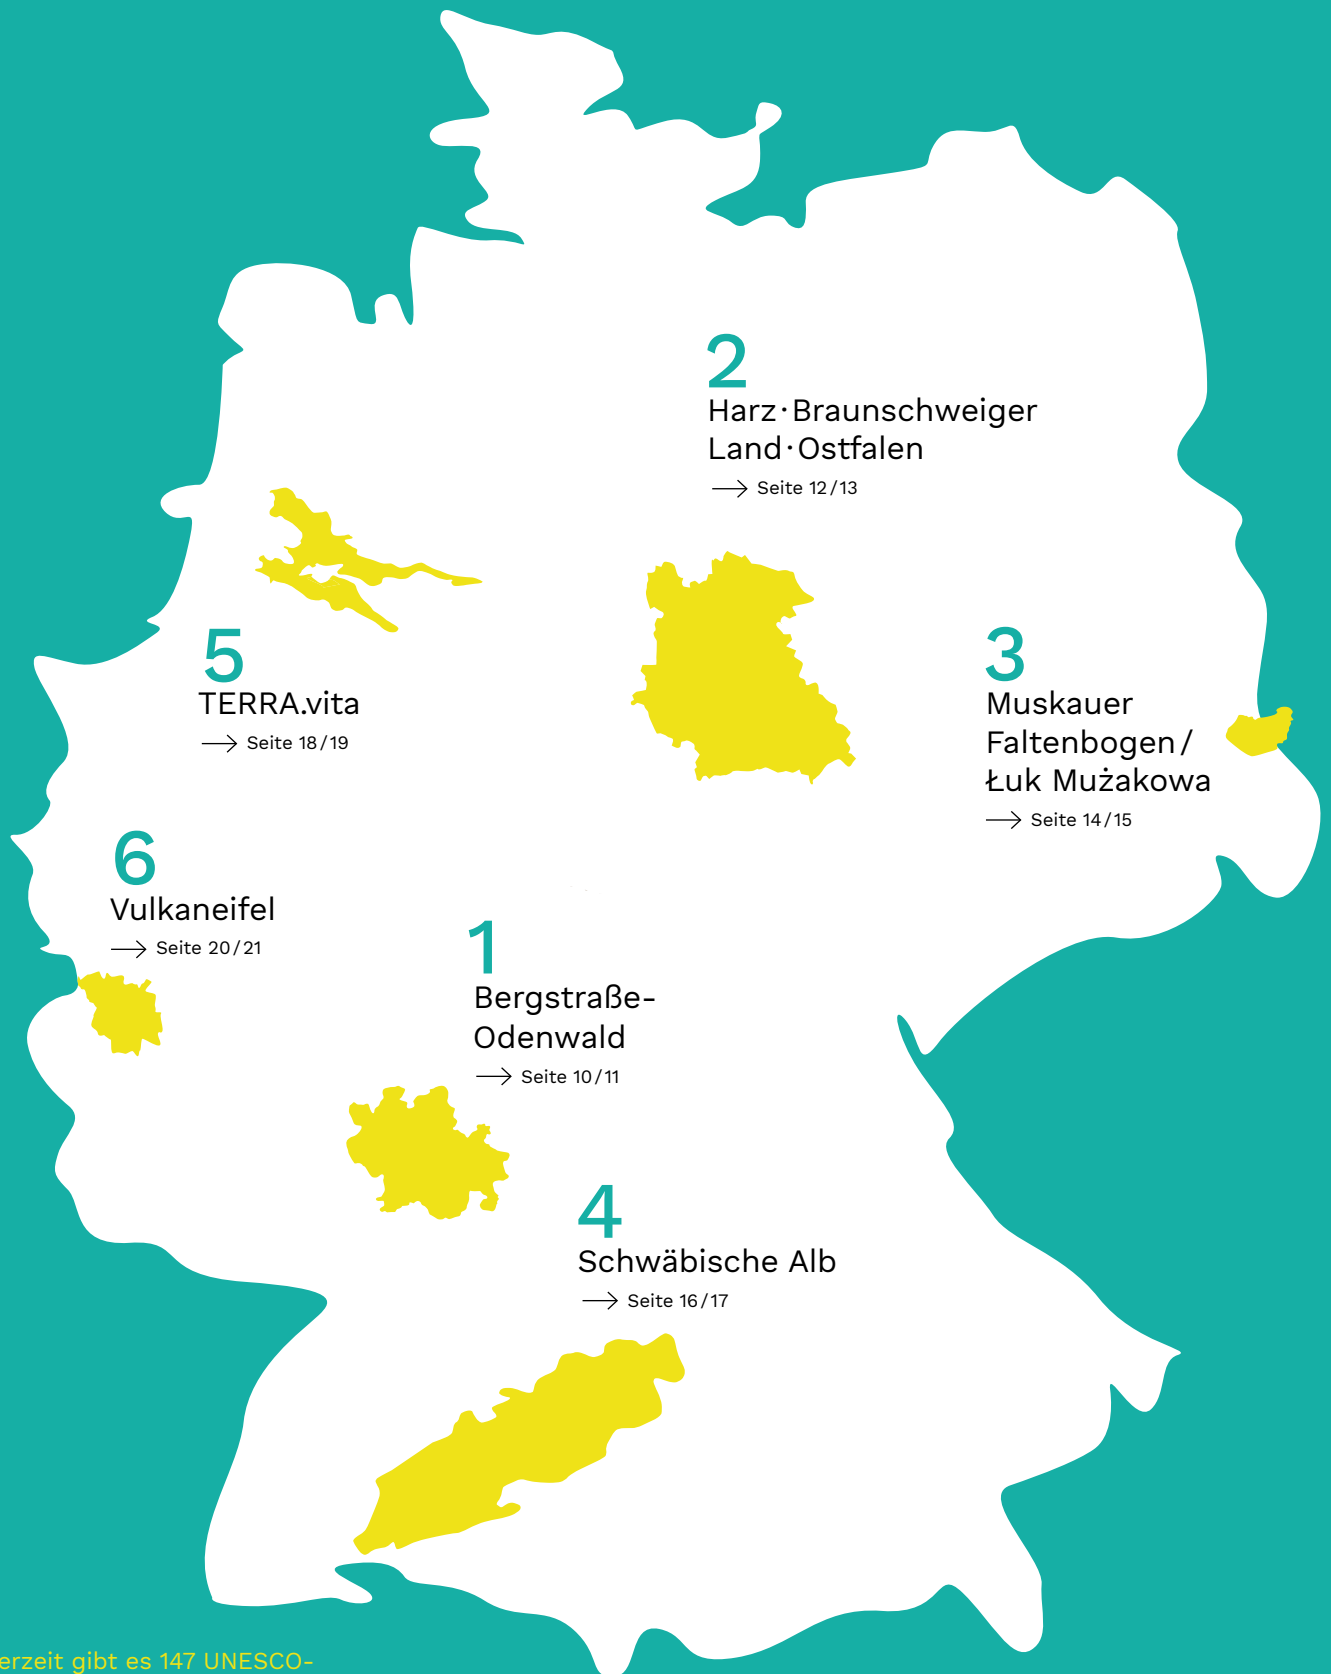 2
Harz·Braunschweiger
Land·Ostfalen
→ Seite 12/13
5
TERRA.vita
→ Seite 18/19
3
Muskauer
Faltenbogen/
Łuk Mużakowa
→ Seite 14/15
6
Vulkaneifel
→ Seite 20/21
1
Bergstraße-
Odenwald
→ Seite 10/11
4
Schwäbische Alb
→ Seite 16/17
erzeit gibt es 147 UNESCO-